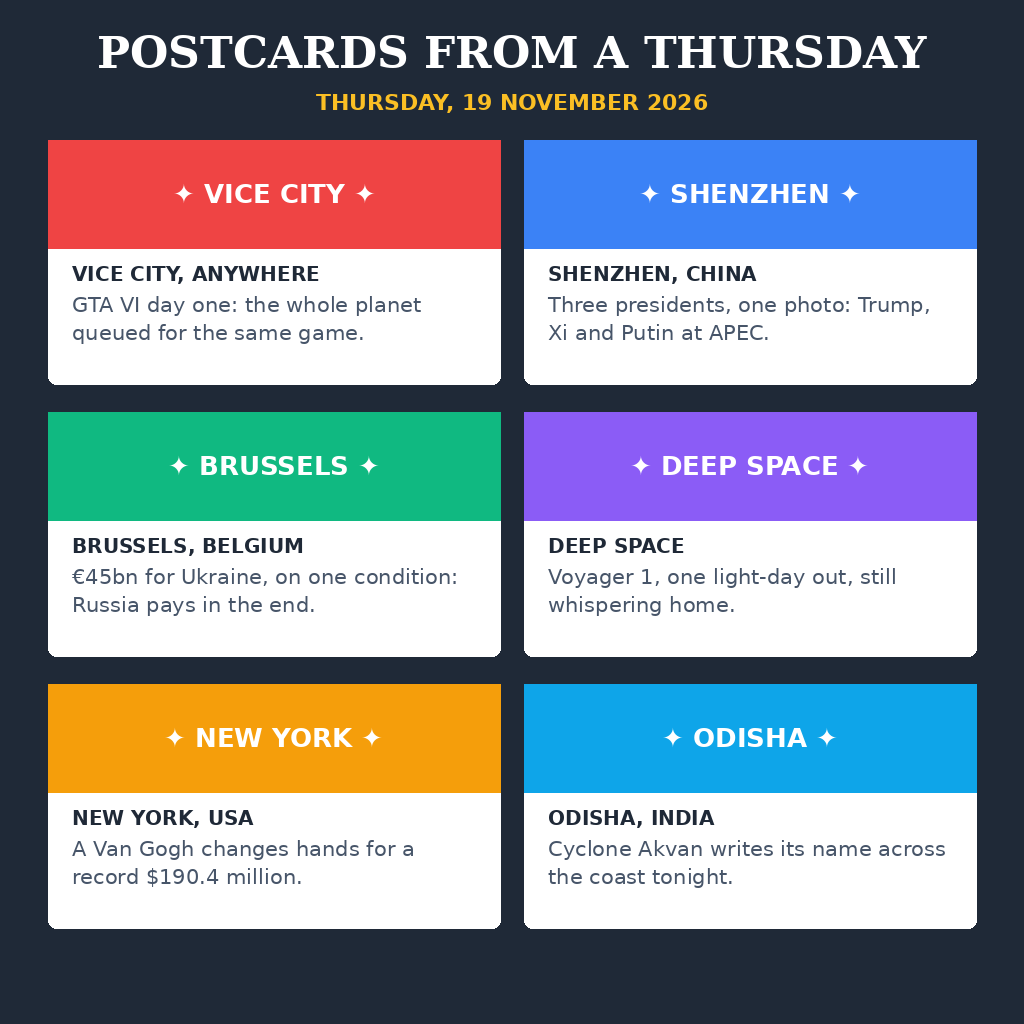 POSTCARDS FROM A THURSDAY
THURSDAY, 19 NOVEMBER 2026
✦ VICE CITY ✦
VICE CITY, ANYWHERE
GTA VI day one: the whole planet
queued for the same game.
✦ SHENZHEN ✦
SHENZHEN, CHINA
Three presidents, one photo: Trump,
Xi and Putin at APEC.
✦ BRUSSELS ✦
BRUSSELS, BELGIUM
€45bn for Ukraine, on one condition:
Russia pays in the end.
✦ DEEP SPACE ✦
DEEP SPACE
Voyager 1, one light-day out, still
whispering home.
✦ NEW YORK ✦
NEW YORK, USA
A Van Gogh changes hands for a
record $190.4 million.
✦ ODISHA ✦
ODISHA, INDIA
Cyclone Akvan writes its name across
the coast tonight.